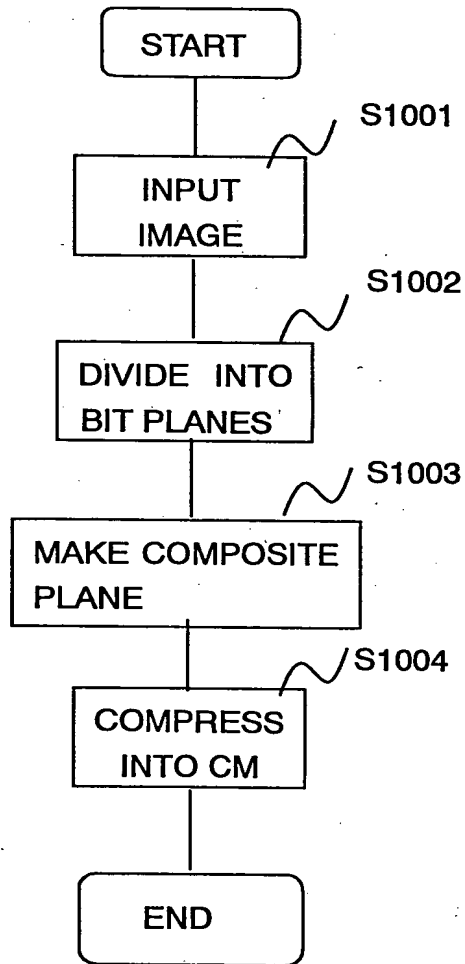 START
S1001
INPUT
IMAGE
S1002
DIVIDE INTO
BIT PLANES
S1003
MAKE COMPOSITE
PLANE
S1004
COMPRESS
INTO CM
END